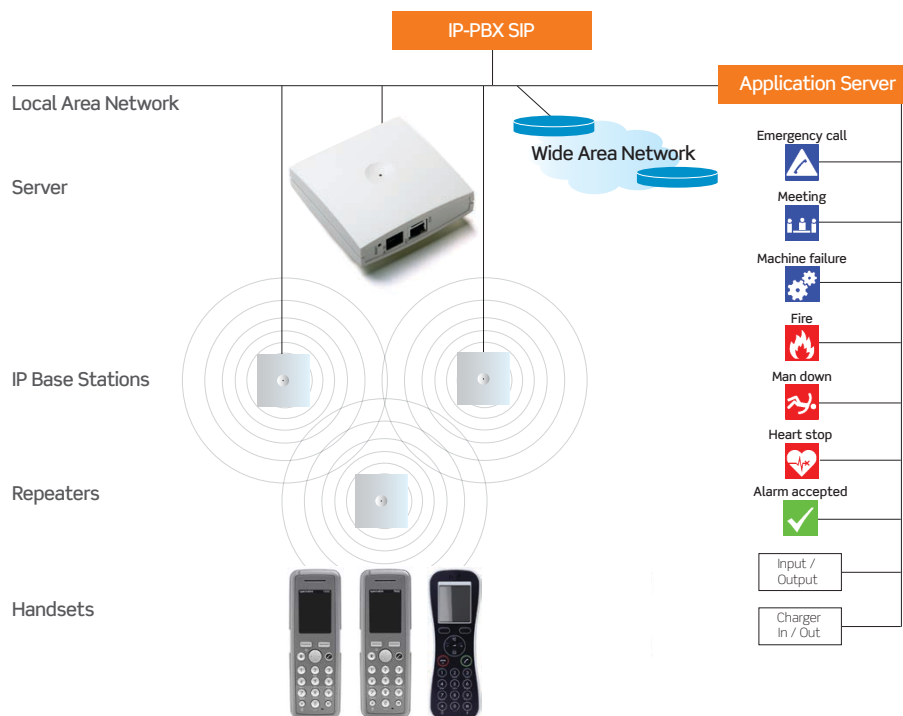 IP-PBX SIP
Local Area Network
Application Server
Wide Area Network
Server
Emergency call
Meeting
Machine failure
Fire
IP Base Stations
Man down
Heart stop
Repeaters
Alarm accepted
Input /
Output
Handsets
Charger
In / Out